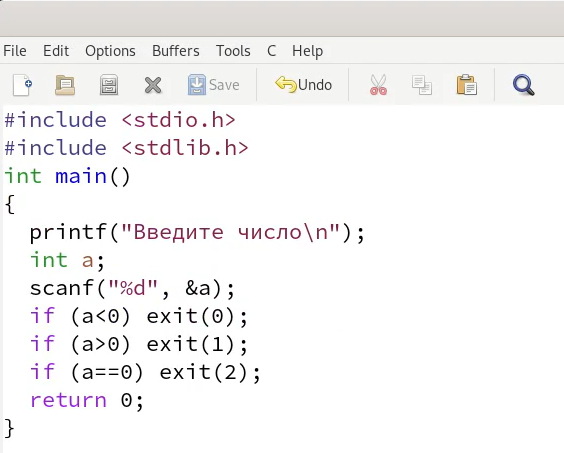 File Edit Options Buffers Tools C Help
Save Undo
#include <stdio.h>
#include <stdlib.h>
int main()
{
printf("Введите число\n");
int a;
scanf("%d", &a);
if (a<0) exit(0);
if (a>0) exit(1);
if (a==0) exit(2);
return 0;
}